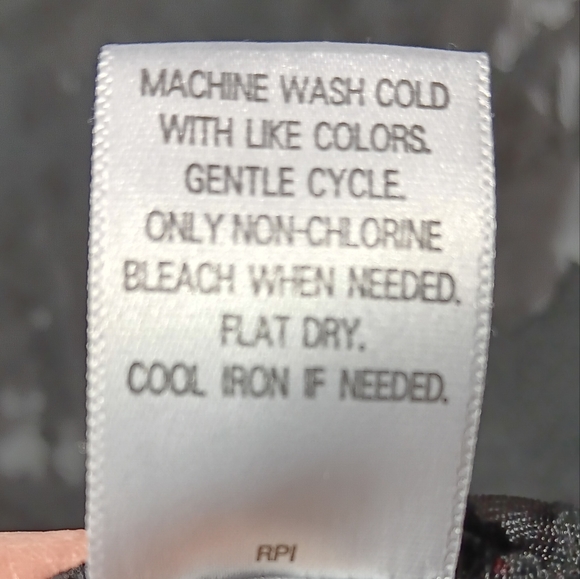 MACHINE WASH COLD
WITH LIKE COLORS.
GENTLE CYCLE.
ONLY NON-CHLORINE
BLEACH WHEN NEEDED.
FLAT DRY.
COOL IRON IF NEEDED.
RPI